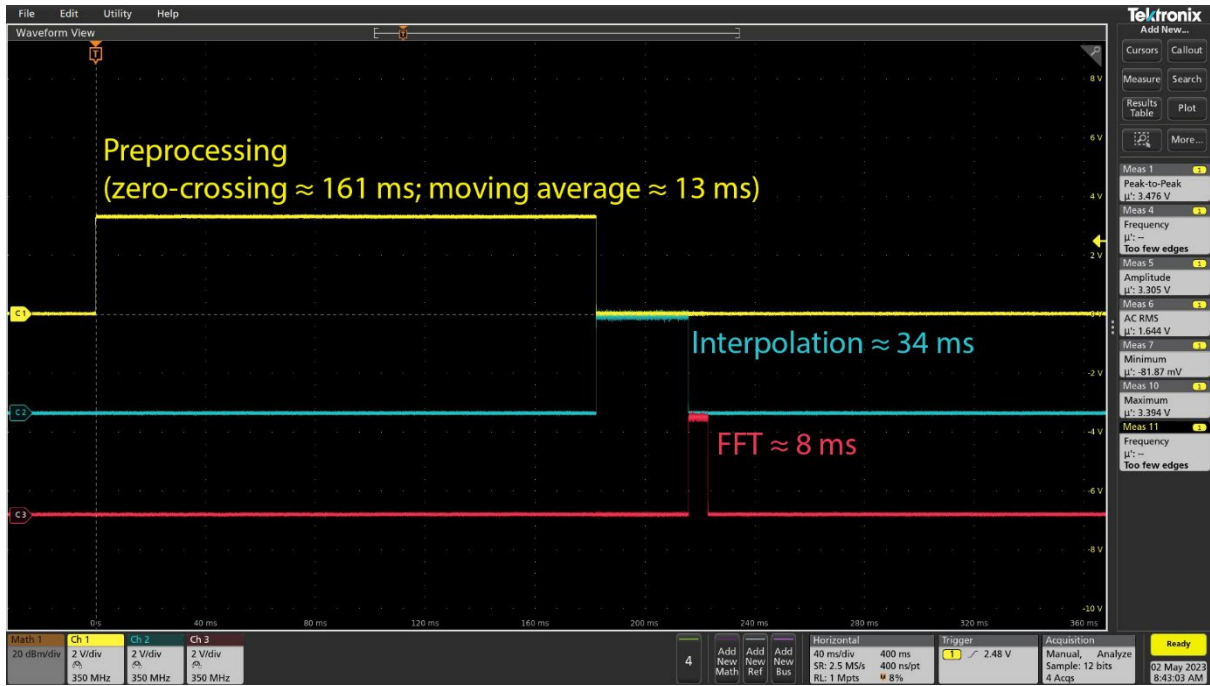 File Edit Utility Help
Tektronix
Waveform View
Add New...
Cursors Callout
Measure Search
Results Table Plot
More...
T
T
8 V
6 V
4 V
2 V
0 V
-2 V
-4 V
-6 V
-8 V
-10 V
Preprocessing
(zero-crossing ≈ 161 ms; moving average ≈ 13 ms)
Interpolation ≈ 34 ms
FFT ≈ 8 ms
C1
C2
C3
Meas 1 1
Peak-to-Peak
µ': 3.476 V
Meas 4 1
Frequency
µ': --
Too few edges
Meas 5 1
Amplitude
µ': 3.305 V
Meas 6 1
AC RMS
µ': 1.644 V
Meas 7 1
Minimum
µ': -81.87 mV
Meas 10 1
Maximum
µ': 3.394 V
Meas 11 1
Frequency
µ': --
Too few edges
0 s 40 ms 80 ms 120 ms 160 ms 200 ms 240 ms 280 ms 320 ms 360 ms
Math 1
20 dBm/div
Ch 1
2 V/div
350 MHz
Ch 2
2 V/div
350 MHz
Ch 3
2 V/div
350 MHz
4
Add New Math
Add New Ref
Add New Bus
Horizontal
40 ms/div 400 ms
SR: 2.5 MS/s 400 ns/pt
RL: 1 Mpts 8%
Trigger
1 2.48 V
Acquisition
Manual, Analyze
Sample: 12 bits
4 Acqs
Ready
02 May 2023
8:43:03 AM